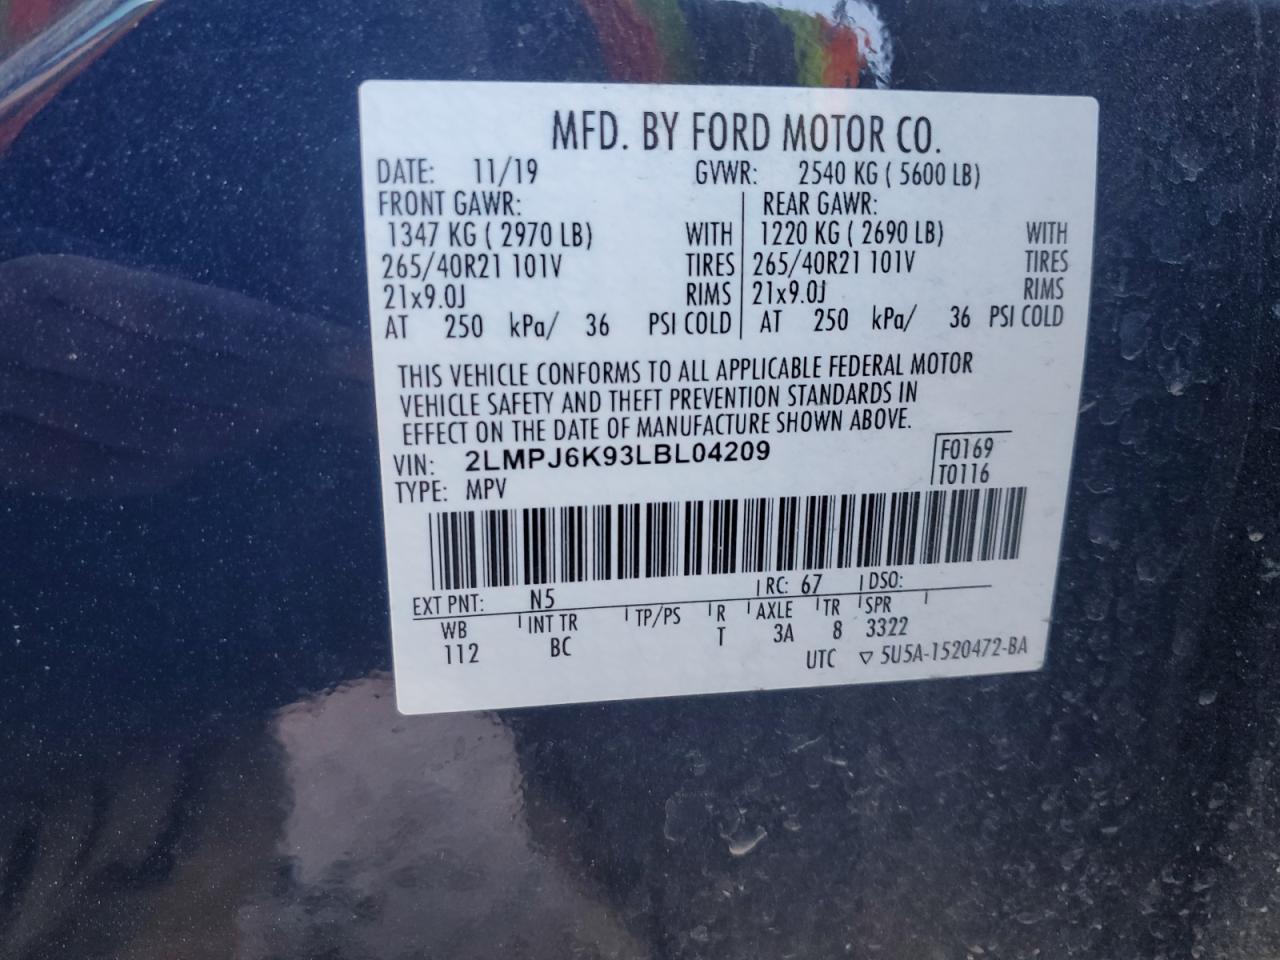 MFD. BY FORD MOTOR CO.
DATE: 11/19 GVWR: 2540 KG ( 5600 LB)
FRONT GAWR: REAR GAWR:
1347 KG ( 2970 LB) WITH 1220 KG ( 2690 LB) WITH
265/40R21 101V TIRES 265/40R21 101V TIRES
21x9.0J RIMS 21x9.0J RIMS
AT 250 kPa/ 36 PSI COLD AT 250 kPa/ 36 PSI COLD
THIS VEHICLE CONFORMS TO ALL APPLICABLE FEDERAL MOTOR
VEHICLE SAFETY AND THEFT PREVENTION STANDARDS IN
EFFECT ON THE DATE OF MANUFACTURE SHOWN ABOVE.
VIN: 2LMPJ6K93LBL04209 F0169
TYPE: MPV T0116
EXT PNT: N5 RC: 67 DSO:
WB INT TR TP/PS R AXLE TR SPR
112 BC T 3A 8 3322
UTC ▽ 5U5A-1520472-BA